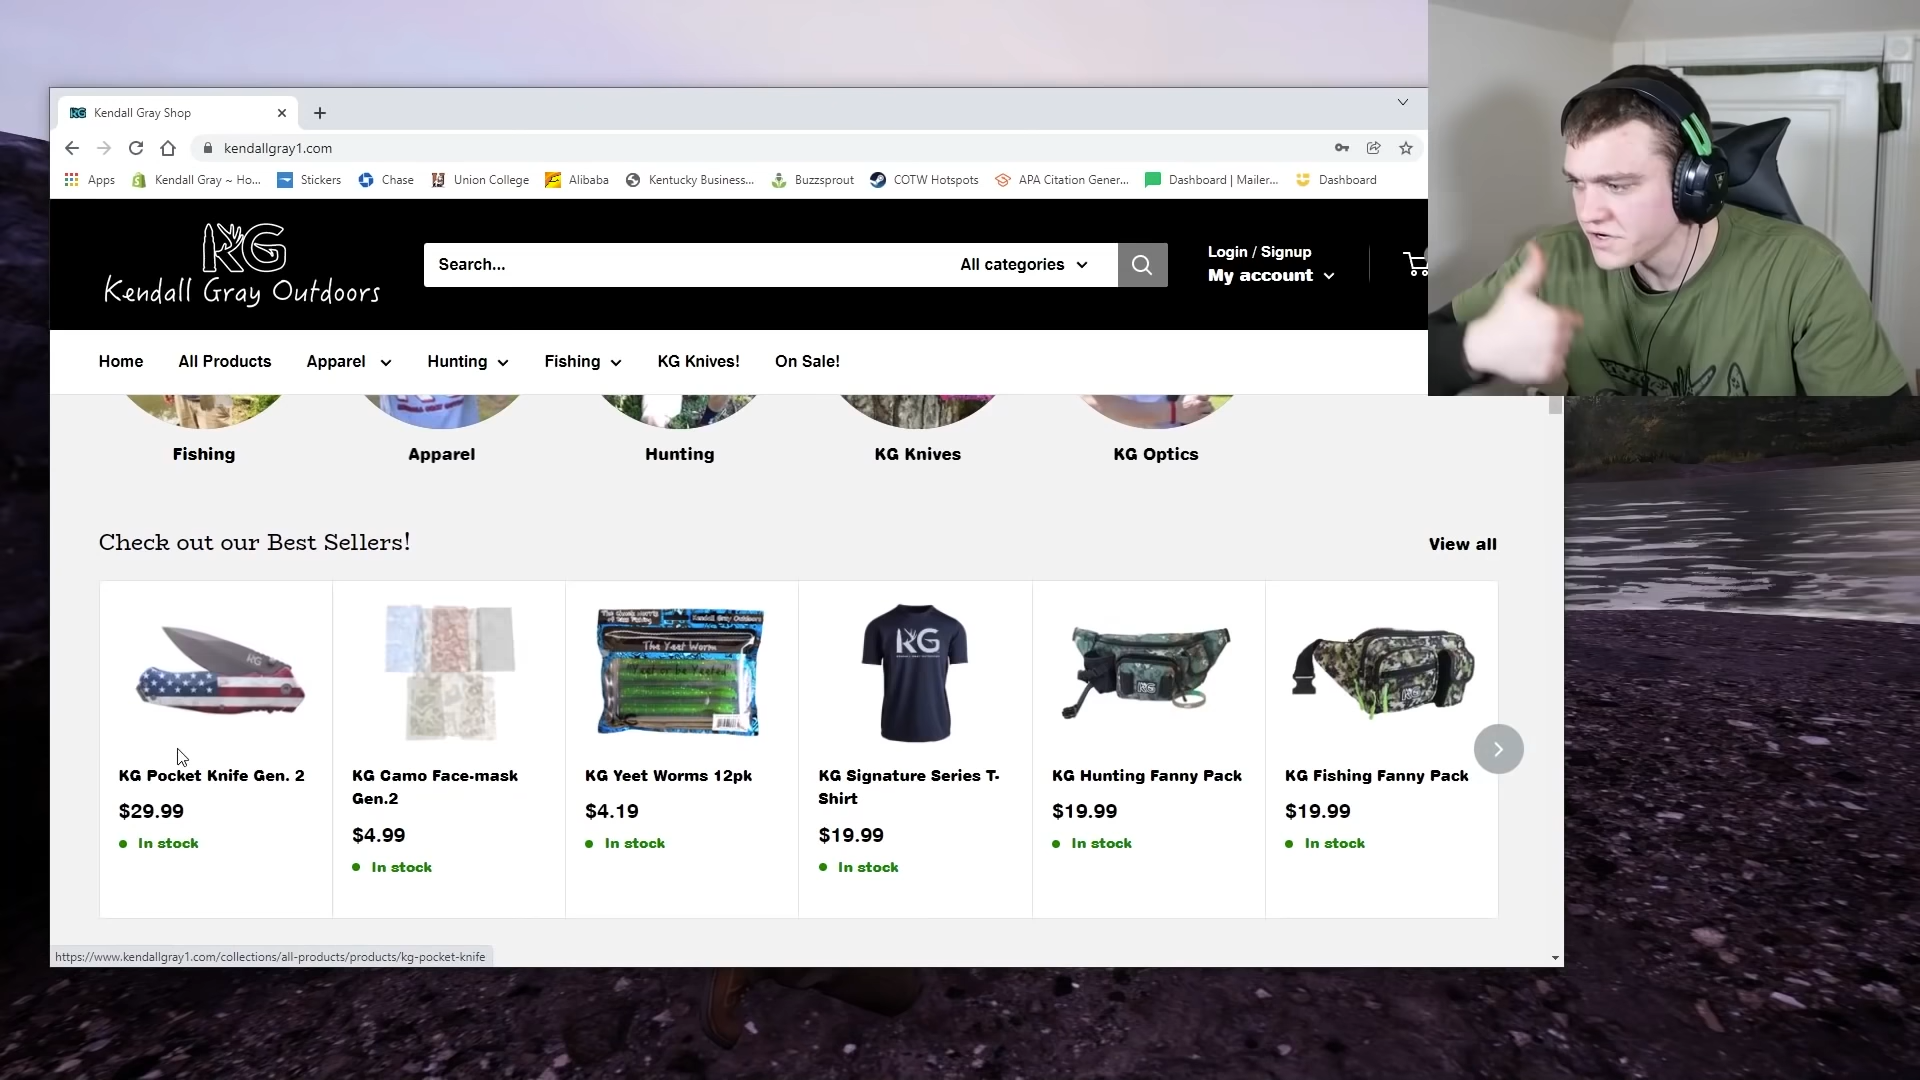 Kendall Gray Shop
kendallgray1.com
Apps Kendall Gray ~ Ho... Stickers Chase Union College Alibaba Kentucky Business... Buzzsprout COTW Hotspots APA Citation Gener... Dashboard | Mailer... Dashboard
KG
Kendall Gray Outdoors
Search... All categories
Login / Signup
My account
Home All Products Apparel Hunting Fishing KG Knives! On Sale!
Fishing Apparel Hunting KG Knives KG Optics
Check out our Best Sellers!
View all
The Yeet Worm
KG
KG Pocket Knife Gen. 2
$29.99
In stock
KG Camo Face-mask
Gen.2
$4.99
In stock
KG Yeet Worms 12pk
$4.19
In stock
KG Signature Series T-
Shirt
$19.99
In stock
KG Hunting Fanny Pack
$19.99
In stock
KG Fishing Fanny Pack
$19.99
In stock
https://www.kendallgray1.com/collections/all-products/products/kg-pocket-knife